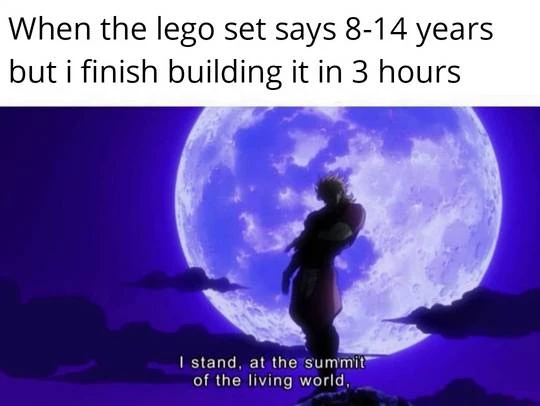 When the lego set says 8-14 years
but i finish building it in 3 hours
I stand, at the summit
of the living world,